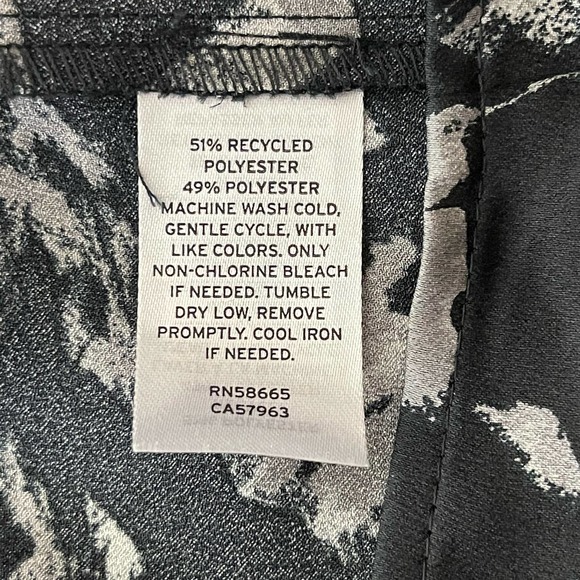 51% RECYCLED
POLYESTER
49% POLYESTER
MACHINE WASH COLD,
GENTLE CYCLE, WITH
LIKE COLORS. ONLY
NON-CHLORINE BLEACH
IF NEEDED. TUMBLE
DRY LOW, REMOVE
PROMPTLY. COOL IRON
IF NEEDED.
RN58665
CA57963